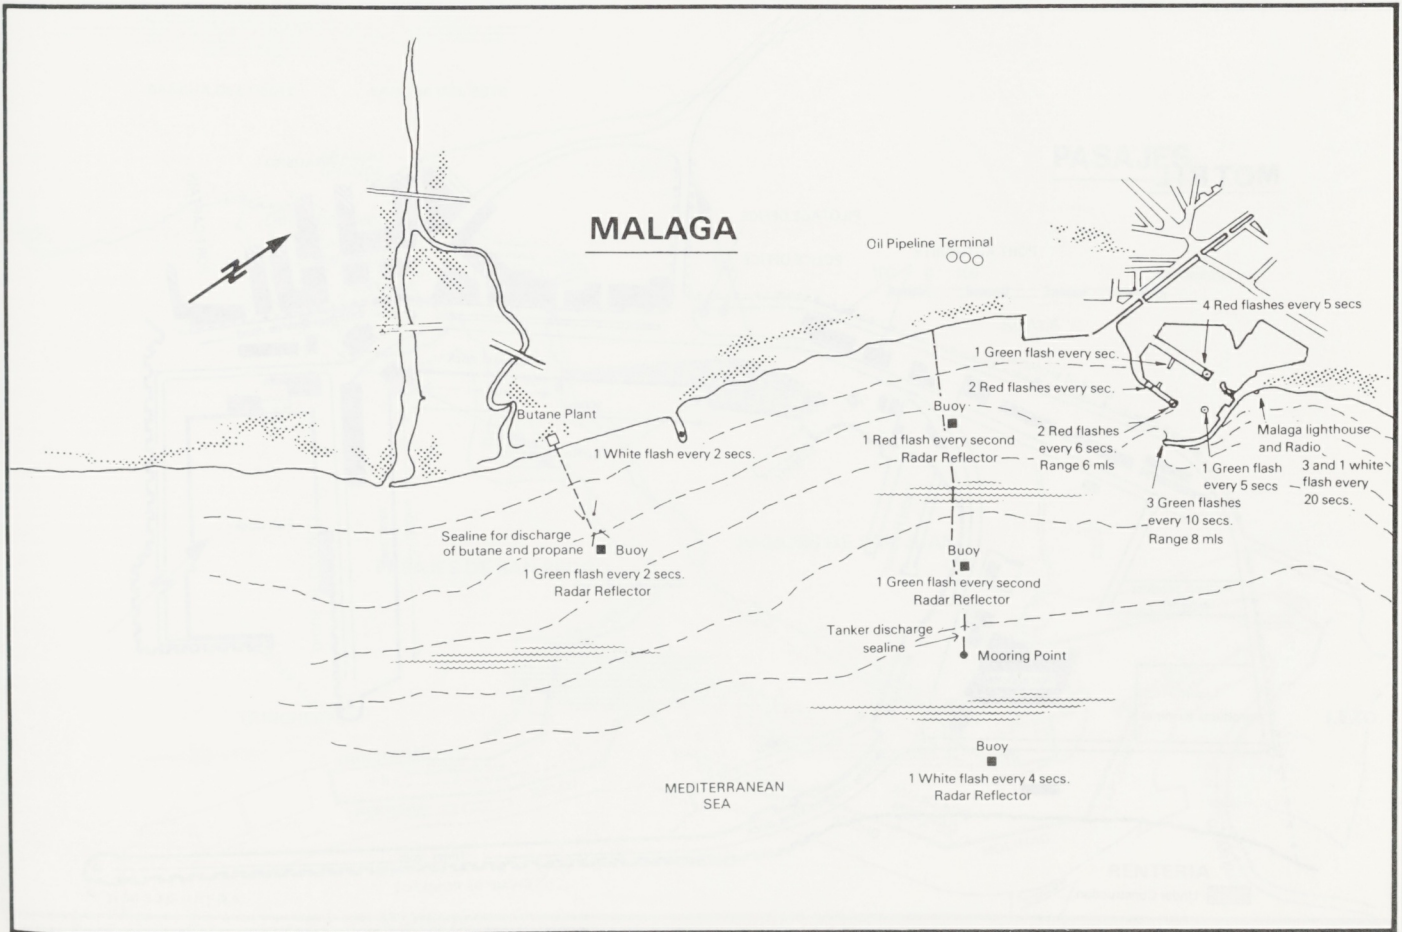 MALAGA
N
Oil Pipeline Terminal
4 Red flashes every 5 secs
1 Green flash every sec.
2 Red flashes every sec.
Butane Plant
1 White flash every 2 secs.
Buoy
1 Red flash every second
Radar Reflector
2 Red flashes
every 6 secs.
Range 6 mls
Malaga lighthouse
and Radio
3 and 1 white
flash every
20 secs.
1 Green flash
every 5 secs
3 Green flashes
every 10 secs.
Range 8 mls
Sealine for discharge
of butane and propane
Buoy
1 Green flash every 2 secs.
Radar Reflector
Buoy
1 Green flash every second
Radar Reflector
Tanker discharge
sealine
Mooring Point
Buoy
1 White flash every 4 secs.
Radar Reflector
MEDITERRANEAN
SEA
PASAJES
RENTERIA